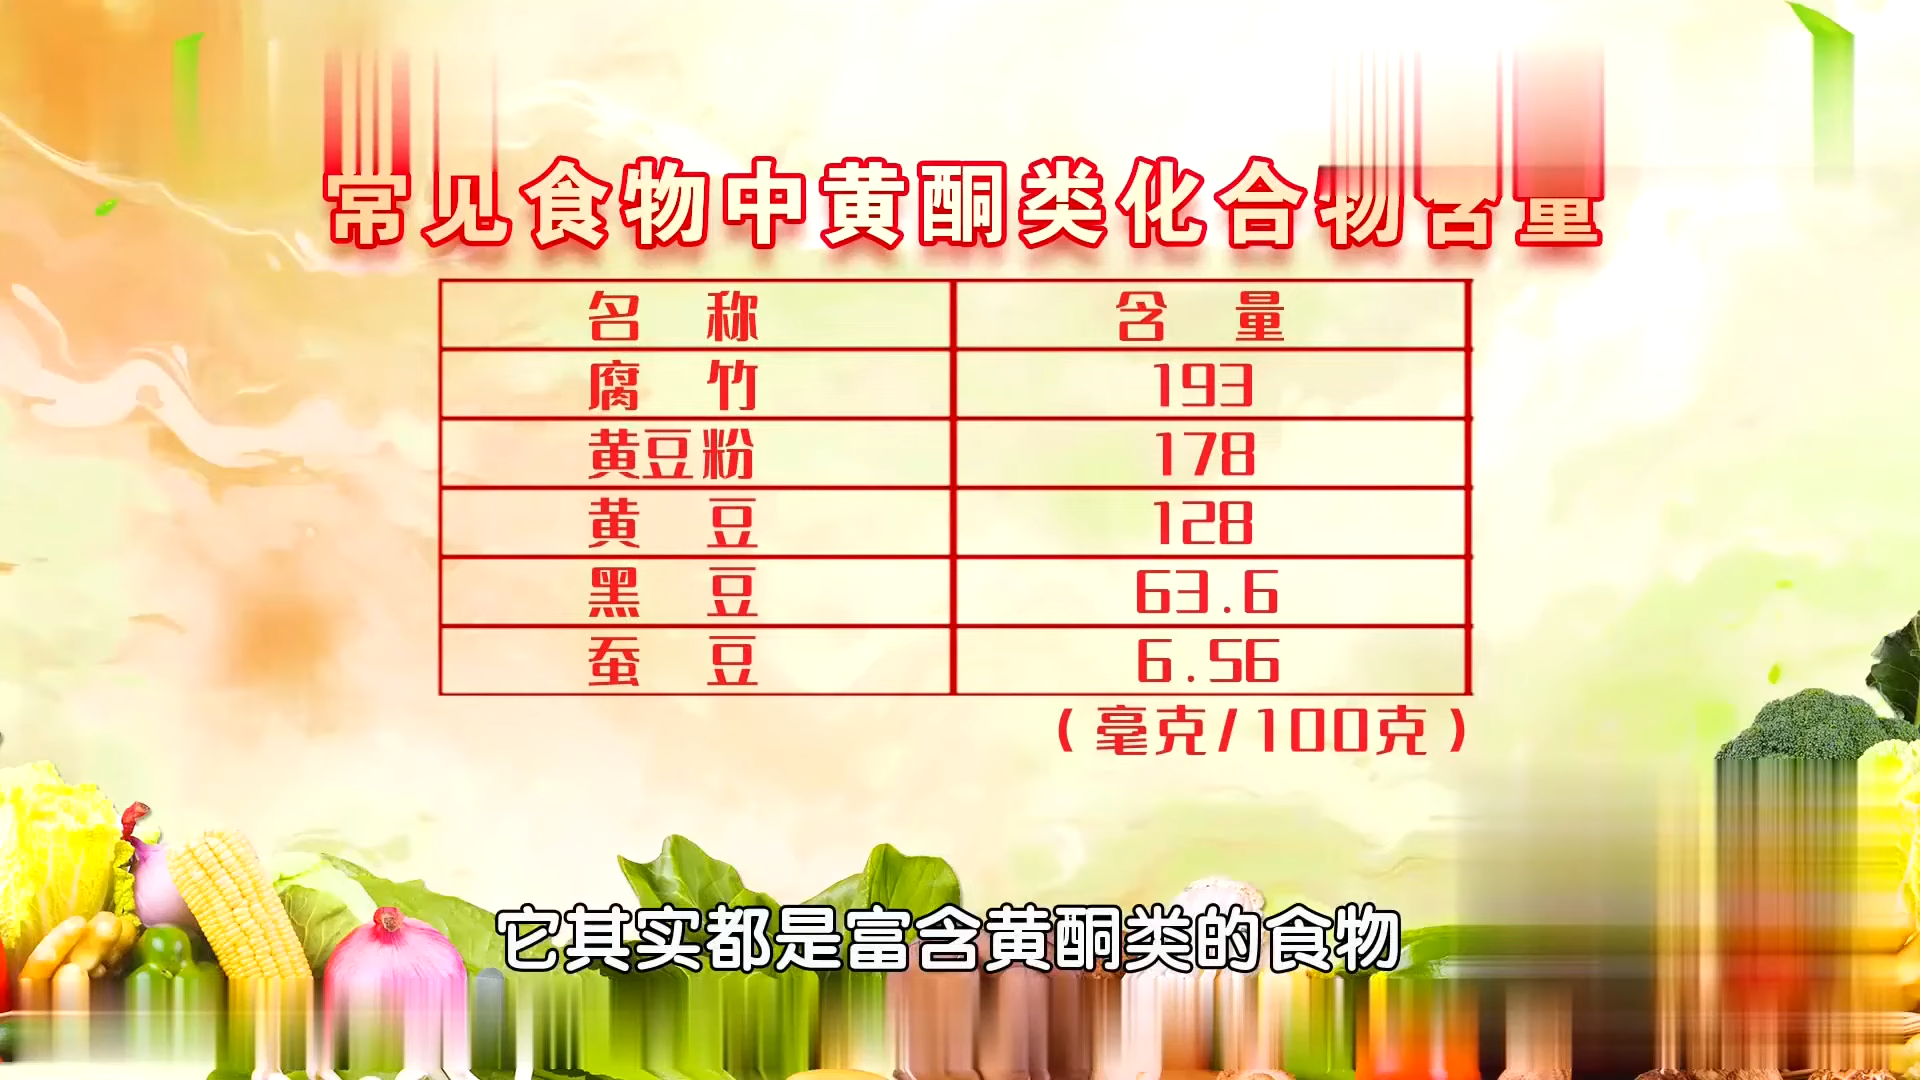 常见食物中黄酮类化合物含量
名 称 含 量
腐 竹 193
黄豆粉 178
黄 豆 128
黑 豆 63.6
蚕 豆 6.56
(毫克/100克)
它其实都是富含黄酮类的食物